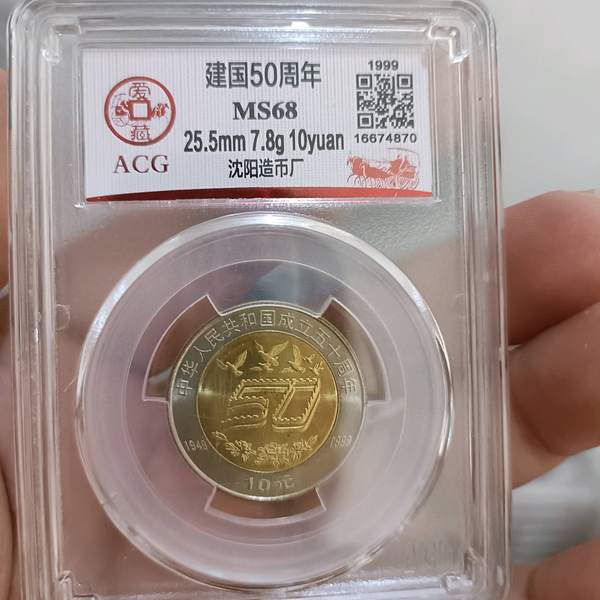 爱藏
ACG
建国50周年
MS68
25.5mm 7.8g 10yuan
沈阳造币厂
1999
16674870
中华人民共和国成立五十周年
50
1949 1999
10元